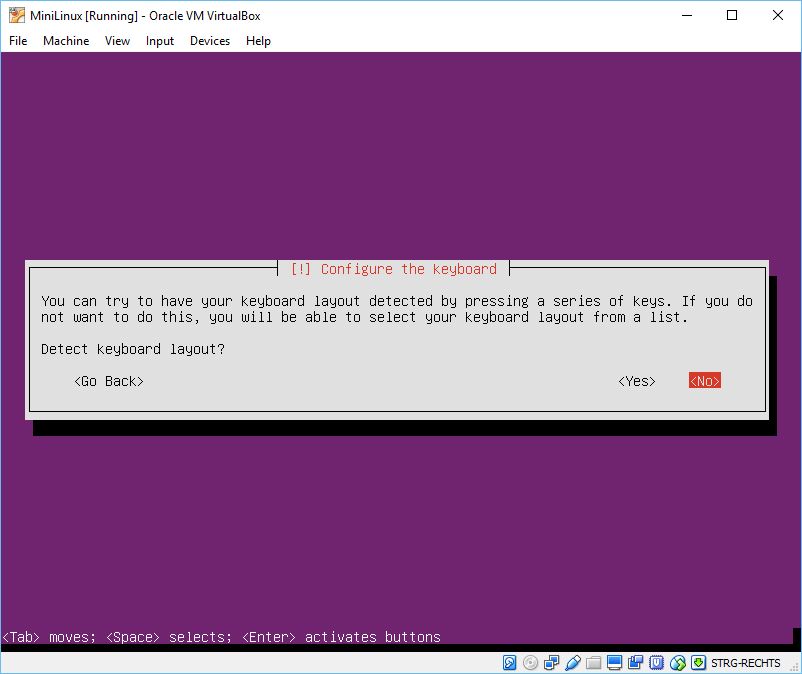 MiniLinux [Running] - Oracle VM VirtualBox
File Machine View Input Devices Help
[!] Configure the keyboard
You can try to have your keyboard layout detected by pressing a series of keys. If you do
not want to do this, you will be able to select your keyboard layout from a list.
Detect keyboard layout?
<Go Back> <Yes> <No>
<Tab> moves; <Space> selects; <Enter> activates buttons
STRG-RECHTS